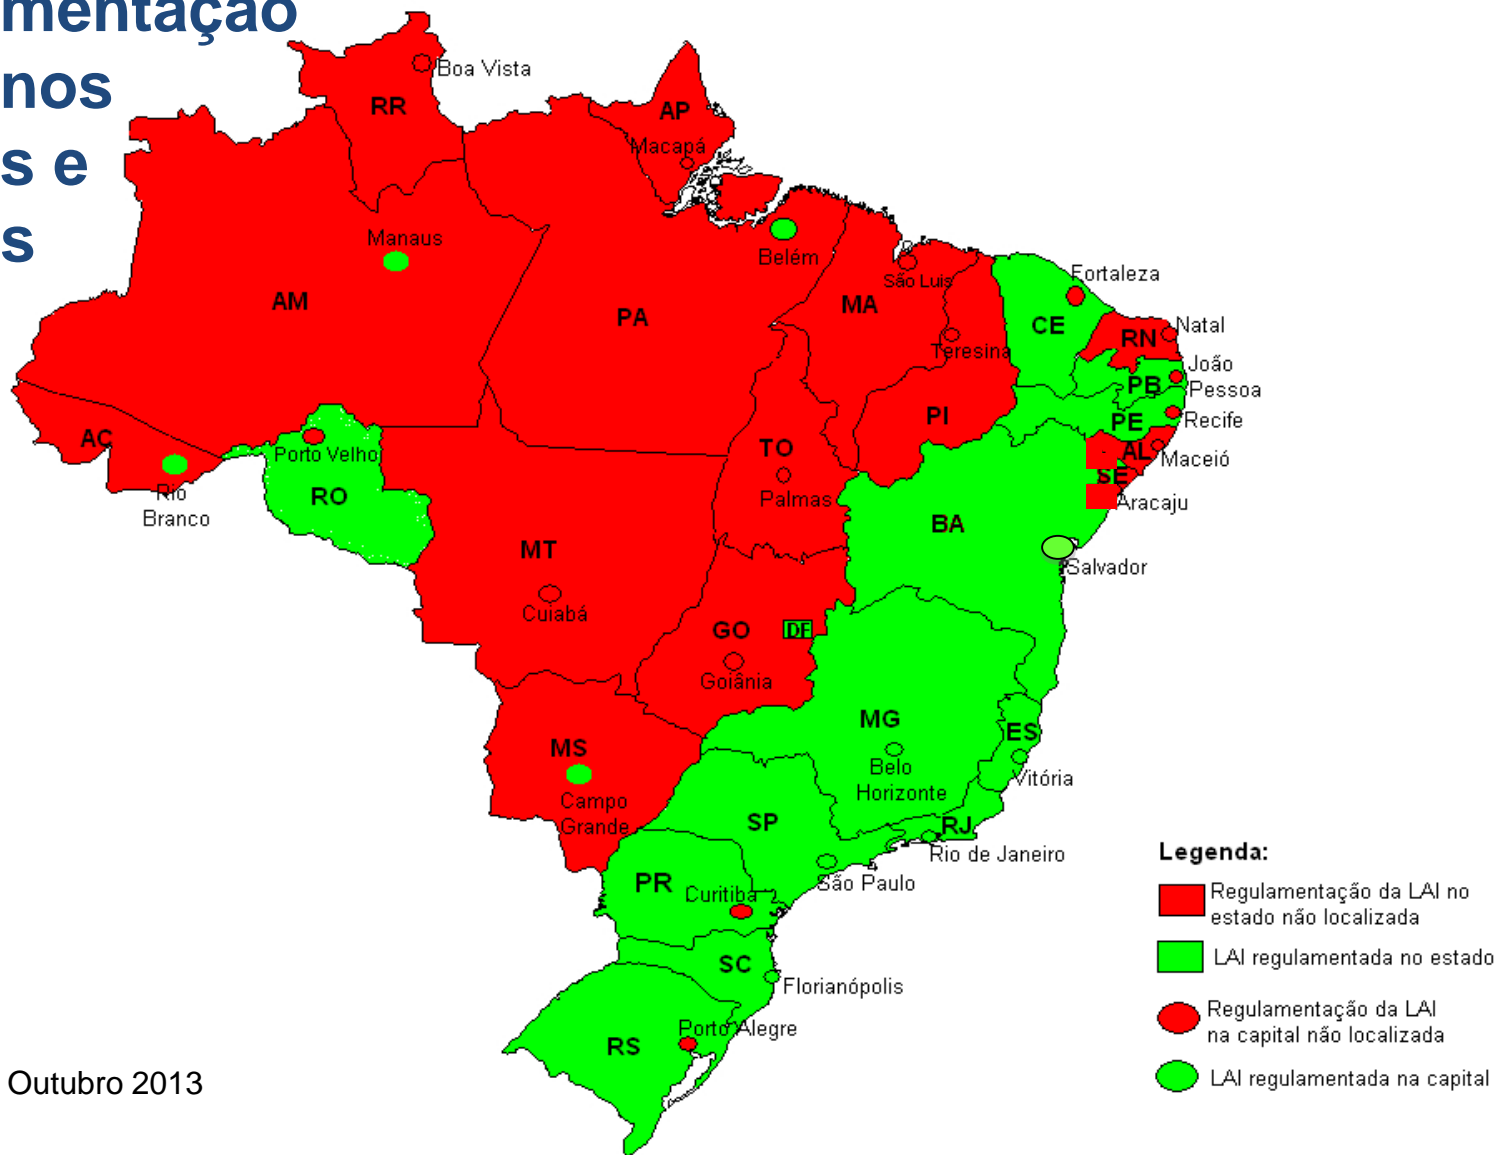 mentação
nos
s e
s
Boa Vista
RR
AP
Macapá
Manaus
Belém
São Luis
Fortaleza
AM
PA
MA
CE
Natal
RN
Teresina
João
Pessoa
PB
PI
PE
Recife
AC
Porto Velho
TO
AL
Maceió
SE
Rio
Branco
RO
Palmas
Aracaju
BA
MT
Salvador
Cuiabá
GO
DF
Goiânia
MG
ES
MS
Belo
Horizonte
Vitória
Campo
Grande
SP
RJ
Rio de Janeiro
PR
Curitiba
São Paulo
SC
Florianópolis
Porto Alegre
RS
Legenda:
Regulamentação da LAI no
estado não localizada
LAI regulamentada no estado
Regulamentação da LAI
na capital não localizada
LAI regulamentada na capital
Outubro 2013